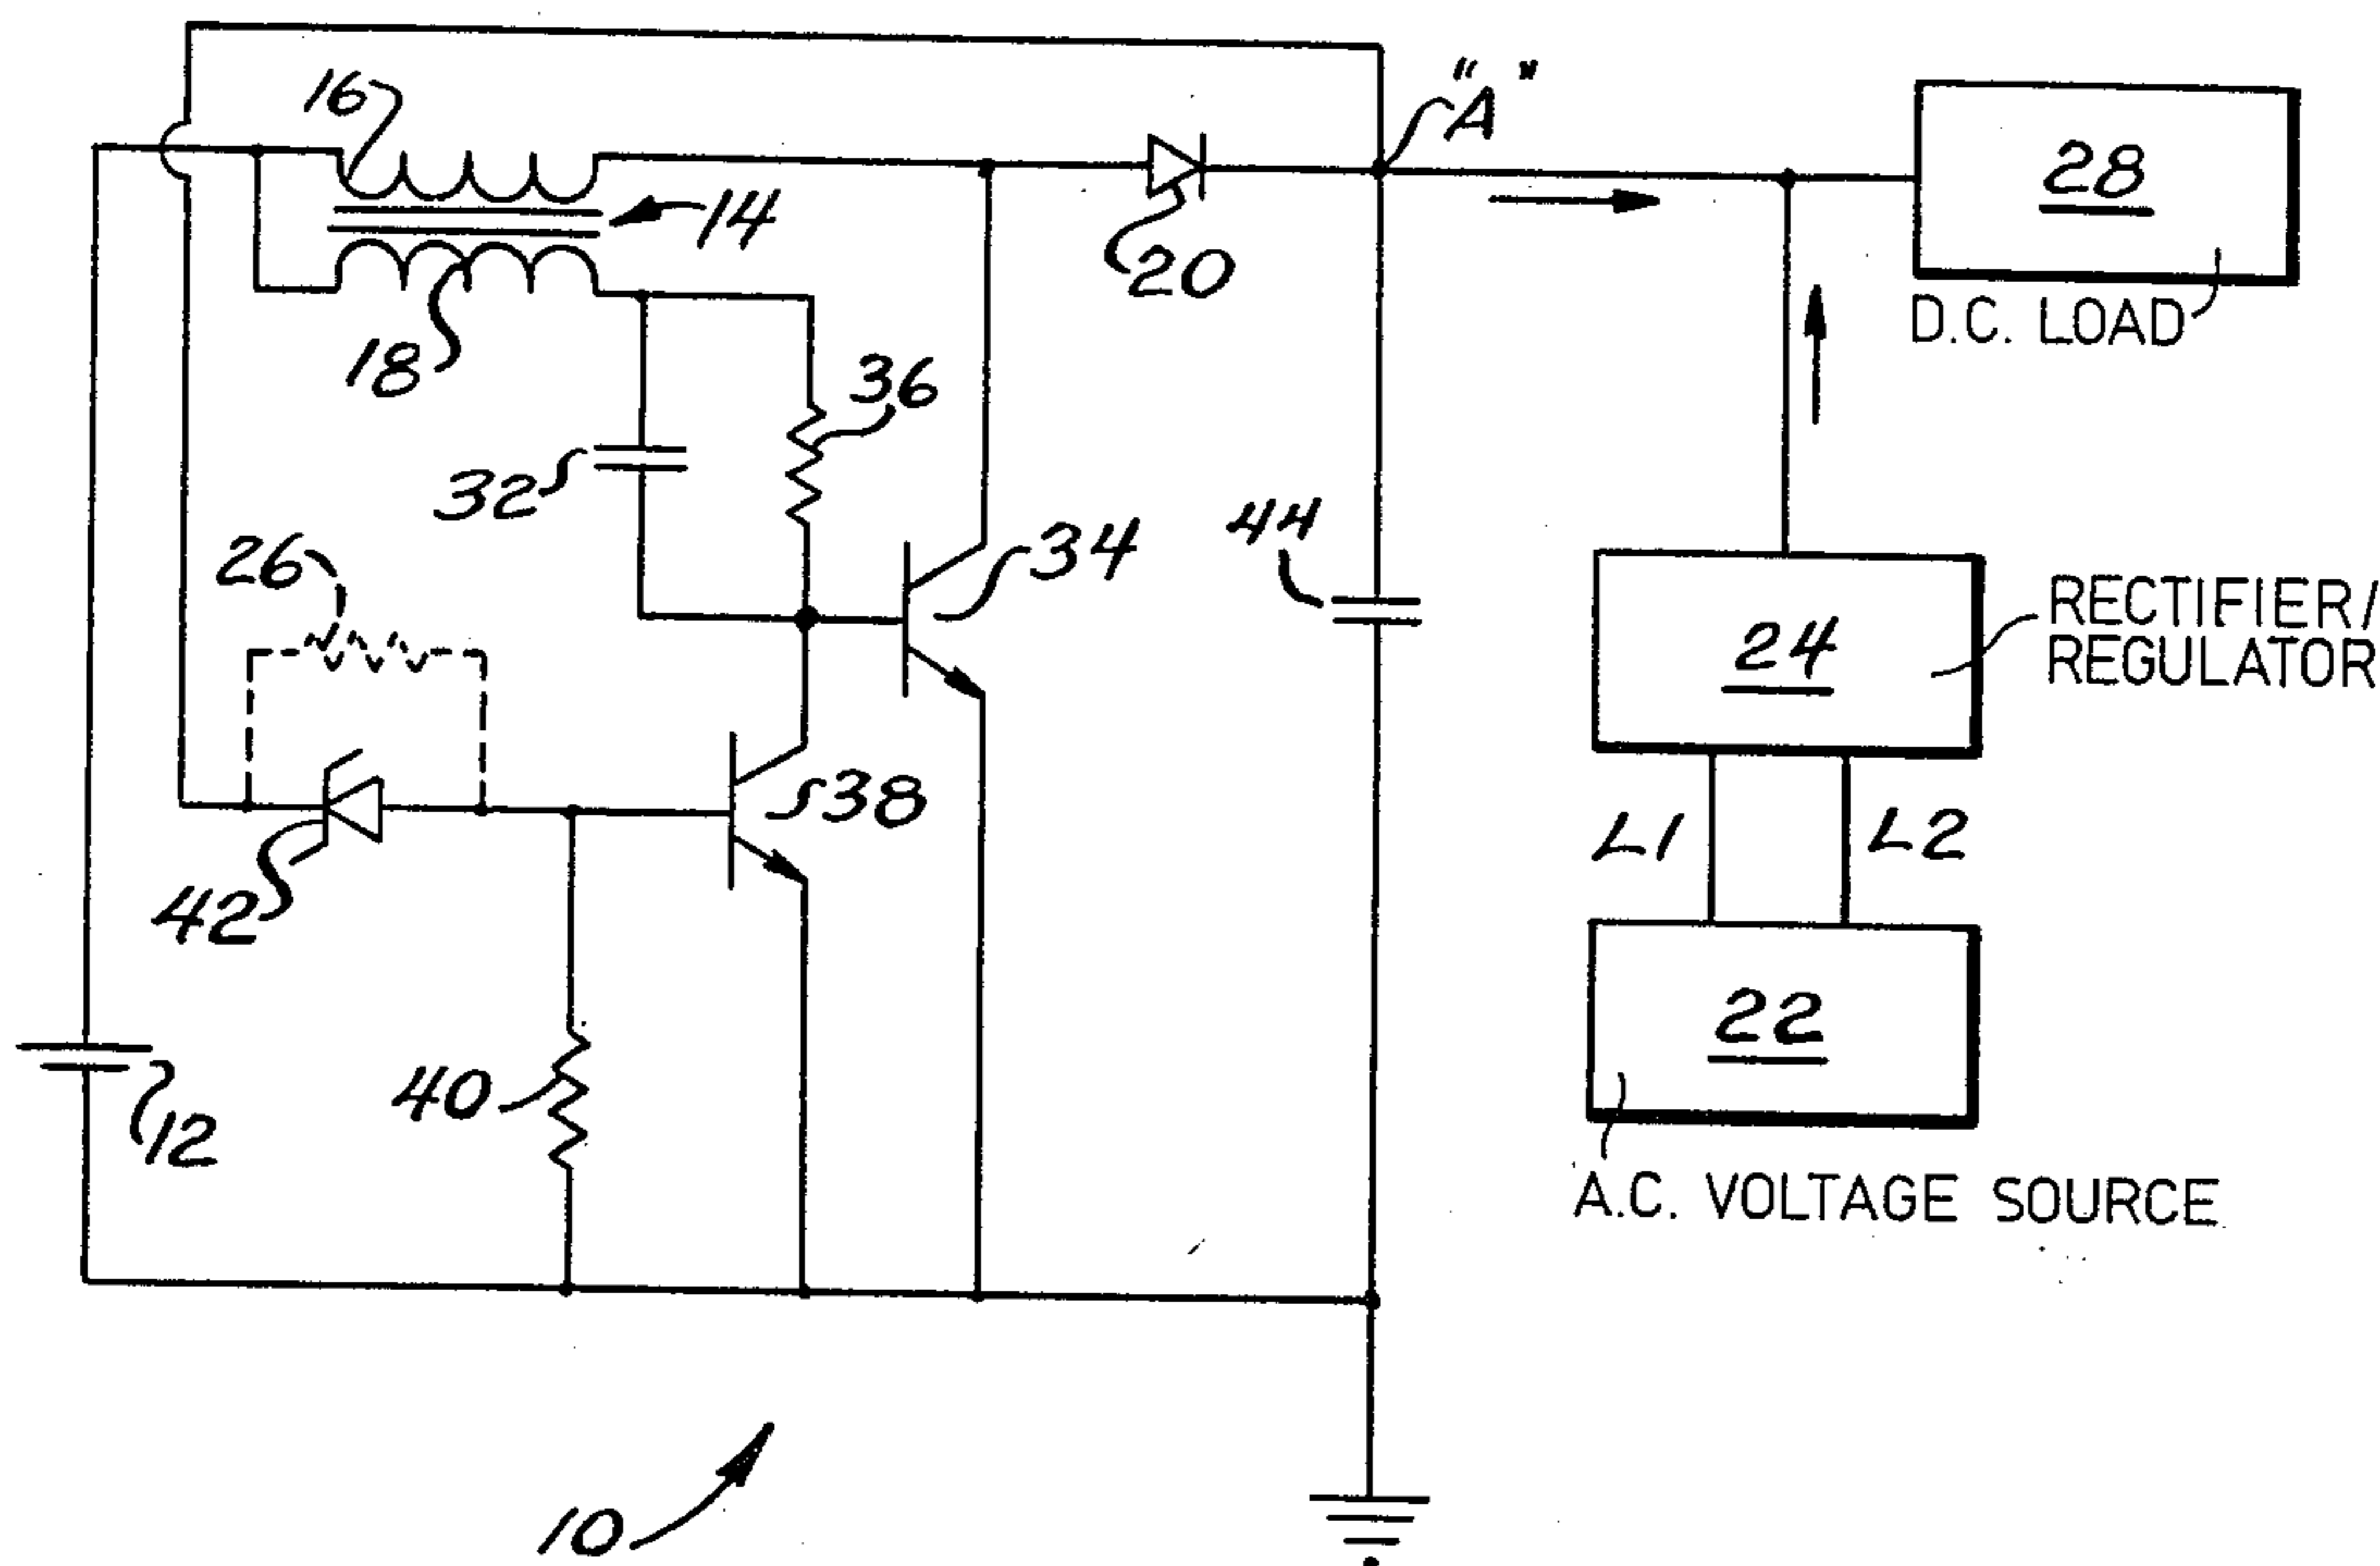 "A"
16
28
14
20
D.C. LOAD
18
36
32
44
34
26
24
RECTIFIER/
REGULATOR
38
L1
L2
42
22
40
12
A.C. VOLTAGE SOURCE
10